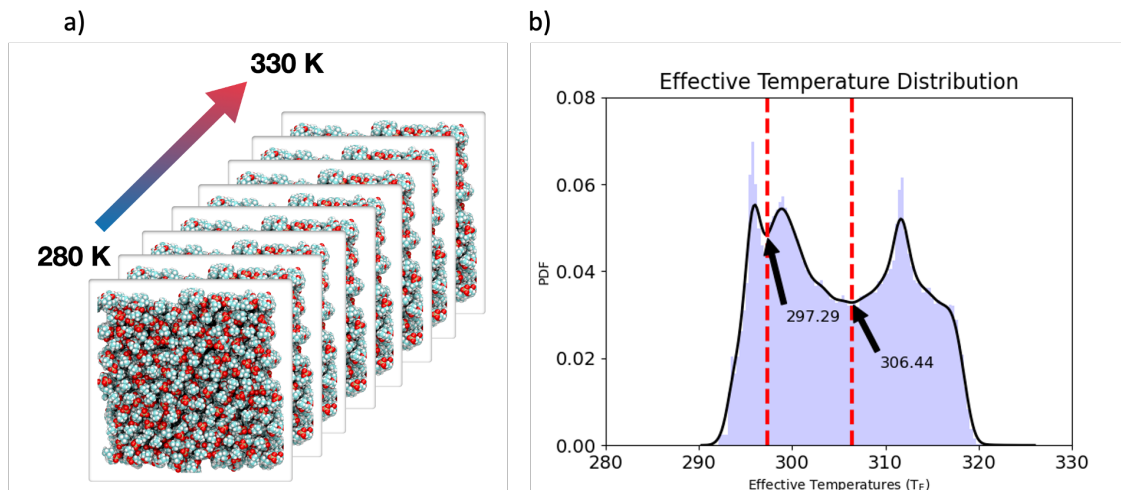 a)
330 K
280 K
b)
Effective Temperature Distribution
0.08
0.06
0.04
0.02
0.00
PDF
297.29
306.44
280
290
300
310
320
330
Effective Temperatures (T_E)